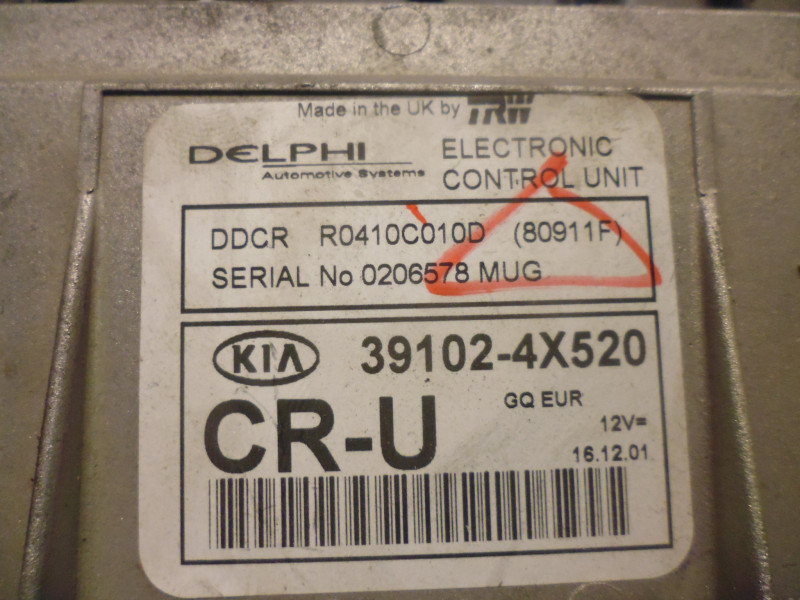 Made in the UK by TRW
DELPHI
Automotive Systems
ELECTRONIC
CONTROL UNIT
DDCR R0410C010D (80911F)
SERIAL No 0206578 MUG
KIA 39102-4X520
CR-U
GQ EUR
12V=
16.12.01